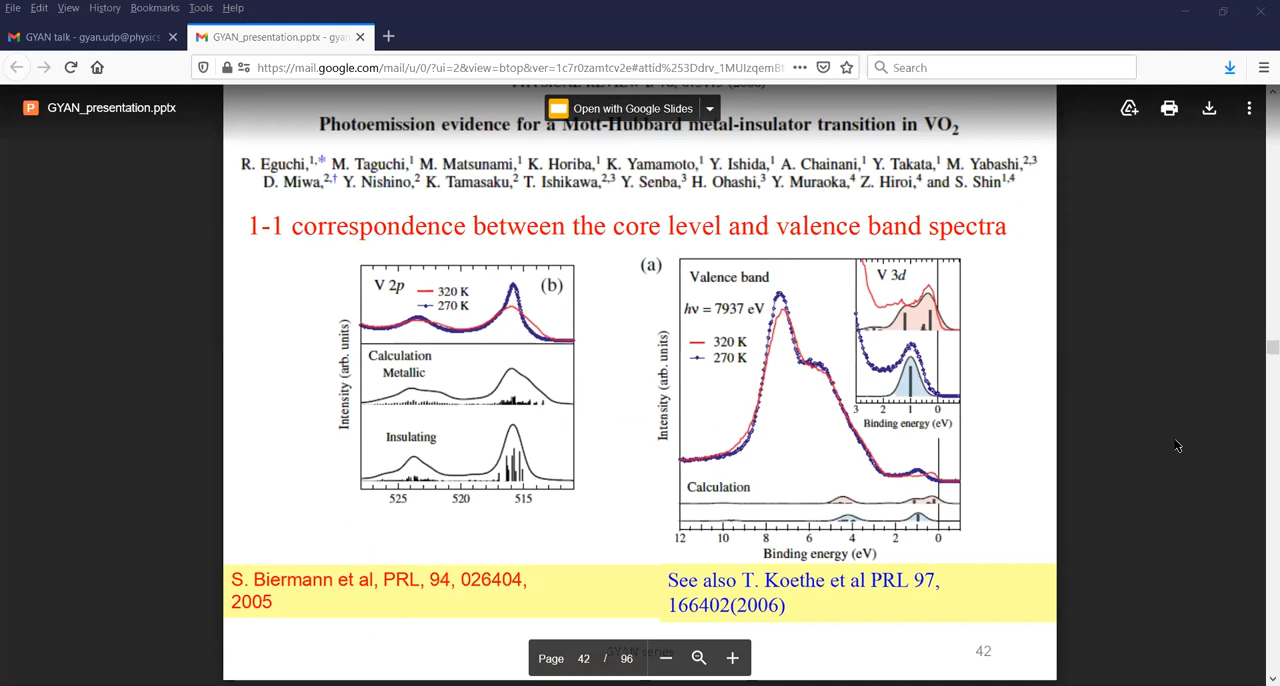 File Edit View History Bookmarks Tools Help
GYAN talk - gyan.udp@physics
GYAN_presentation.pptx - gyan
https://mail.google.com/mail/u/0/?ui=2&view=btop&ver=1c7r0zamtcv2e#attid%253Ddrv_1MUIzqemB
Search
GYAN_presentation.pptx
Open with Google Slides
Photoemission evidence for a Mott-Hubbard metal-insulator transition in VO2
R. Eguchi,1,* M. Taguchi,1 M. Matsunami,1 K. Horiba,1 K. Yamamoto,1 Y. Ishida,1 A. Chainani,1 Y. Takata,1 M. Yabashi,2,3
D. Miwa,2,† Y. Nishino,2 K. Tamasaku,2 T. Ishikawa,2,3 Y. Senba,3 H. Ohashi,3 Y. Muraoka,4 Z. Hiroi,4 and S. Shin1,4
1-1 correspondence between the core level and valence band spectra
V 2p
320 K
270 K
(b)
Calculation
Metallic
Insulating
Intensity (arb. units)
525 520 515
(a)
Valence band
hν = 7937 eV
320 K
270 K
V 3d
3 2 1 0
Binding energy (eV)
Calculation
Intensity (arb. units)
12 10 8 6 4 2 0
Binding energy (eV)
S. Biermann et al, PRL, 94, 026404,
2005
See also T. Koethe et al PRL 97,
166402(2006)
Page 42 / 96
42